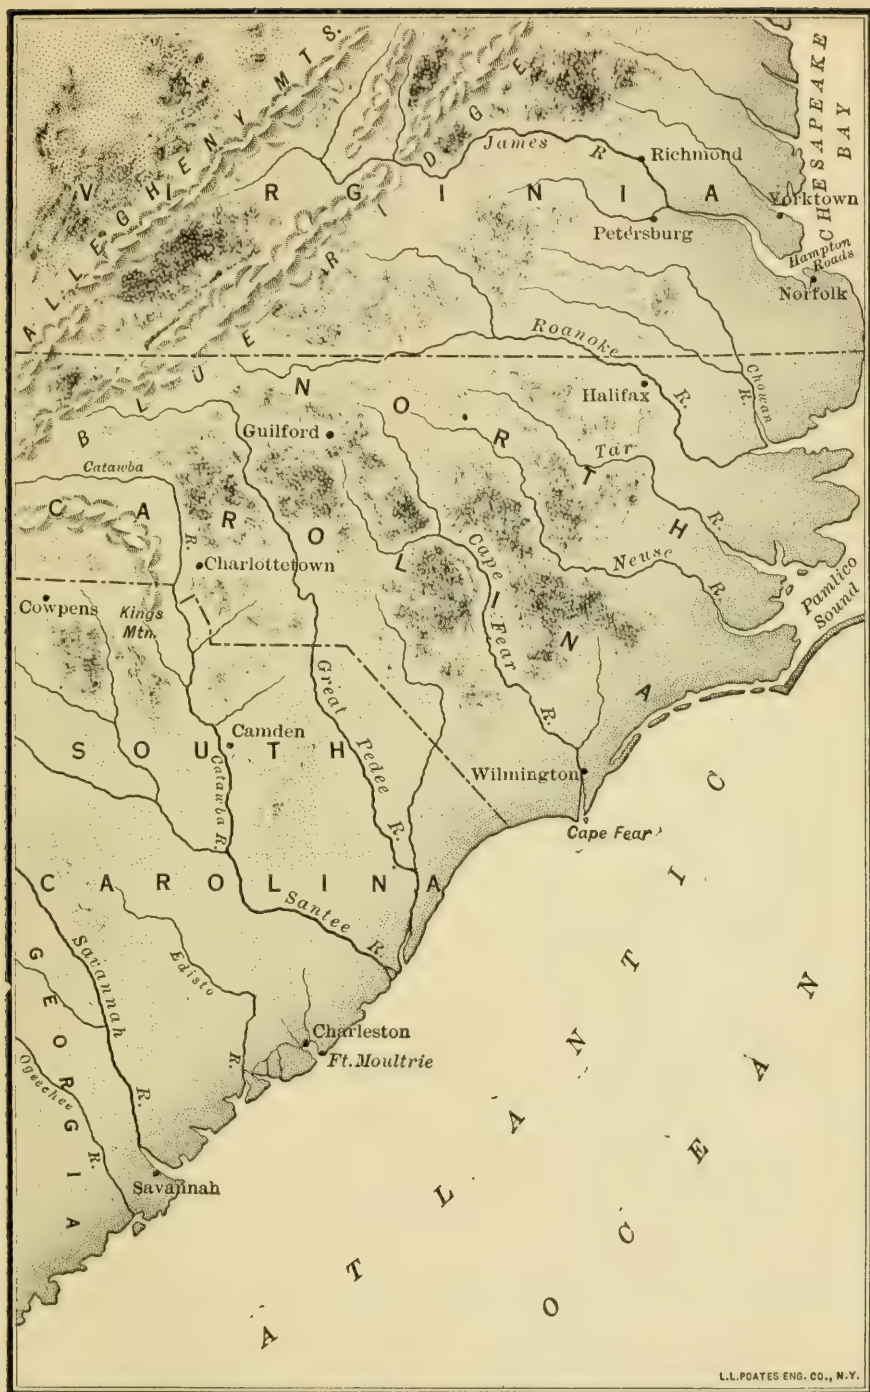 ALLEGHENY MTS.
CHESAPEAKE BAY
BLUE RIDGE
James R
Richmond
VIRGINIA
Yorktown
Petersburg
Hampton Roads
Norfolk
Roanoke R.
Chowan R.
Halifax
NORTH CAROLINA
Guilford
Tar R.
Catawba R.
Cape Fear R.
Neuse R.
Charlottetown
Pamlico Sound
Cowpens
Kings Mtn.
Great Pedee R.
Camden
SOUTH CAROLINA
Catawba R.
Wilmington
Cape Fear
Santee R.
Savannah R.
Edisto R.
GEORGIA
Ogeechee R.
Charleston
Ft. Moultrie
Savannah
ATLANTIC OCEAN
L.L.POATES ENG. CO., N.Y.